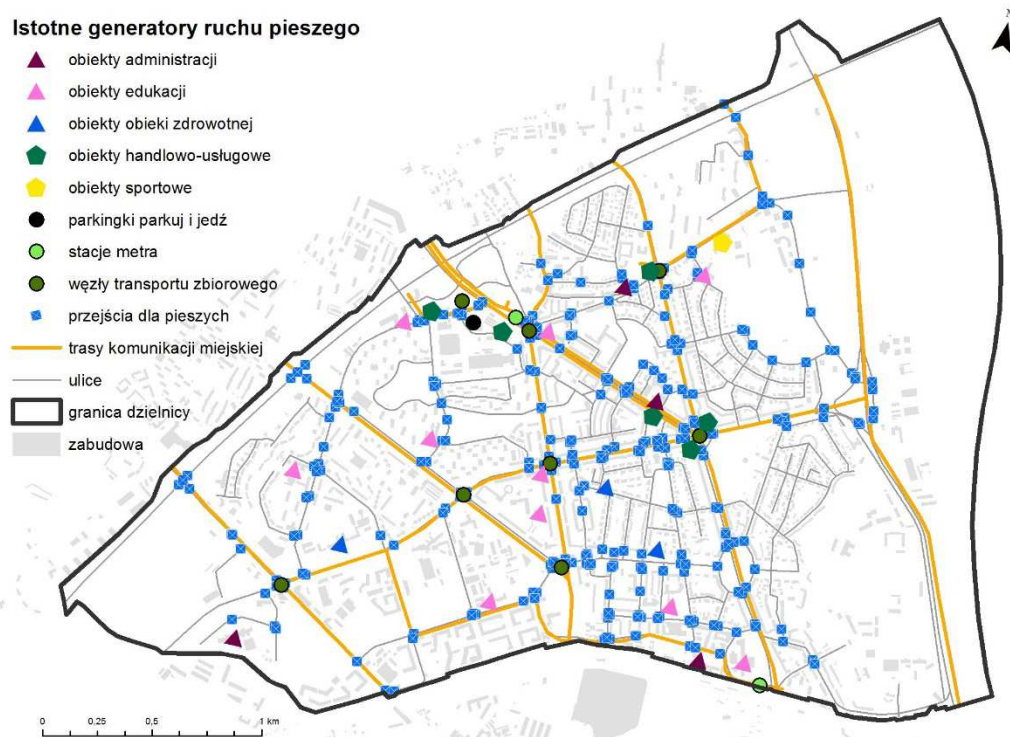 Istotne generatory ruchu pieszego
obiekty administracji
obiekty edukacji
obiekty obieki zdrowotnej
obiekty handlowo-usługowe
obiekty sportowe
parkingki parkuj i jedź
stacje metra
węzły transportu zbiorowego
przejścia dla pieszych
trasy komunikacji miejskiej
ulice
granica dzielnicy
zabudowa
N
0 0,25 0,5 1 km